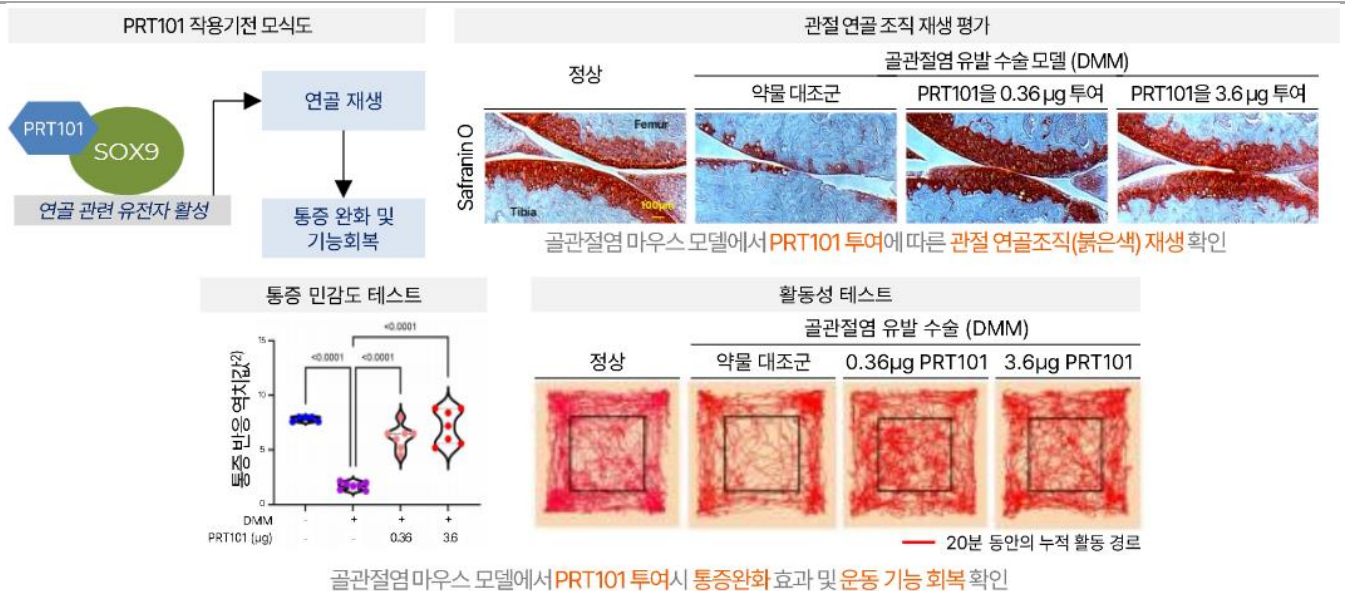 PRT101 작용기전 모식도
PRT101
SOX9
연골 관련 유전자 활성
연골 재생
통증 완화 및
기능회복
관절 연골 조직 재생 평가
정상
골관절염 유발 수술 모델 (DMM)
약물 대조군
PRT101을 0.36 µg 투여
PRT101을 3.6 µg 투여
Safranin O
Femur
Tibia
100µm
골관절염 마우스 모델에서 PRT101 투여에 따른 관절 연골조직(붉은색) 재생 확인
통증 민감도 테스트
통증 반응 역치값2)
15
10
5
0
<0.0001
<0.0001
<0.0001
DMM - + + +
PRT101 (µg) - - 0.36 3.6
활동성 테스트
골관절염 유발 수술 (DMM)
정상
약물 대조군
0.36µg PRT101
3.6µg PRT101
20분 동안의 누적 활동 경로
골관절염 마우스 모델에서 PRT101 투여시 통증완화 효과 및 운동 기능 회복 확인